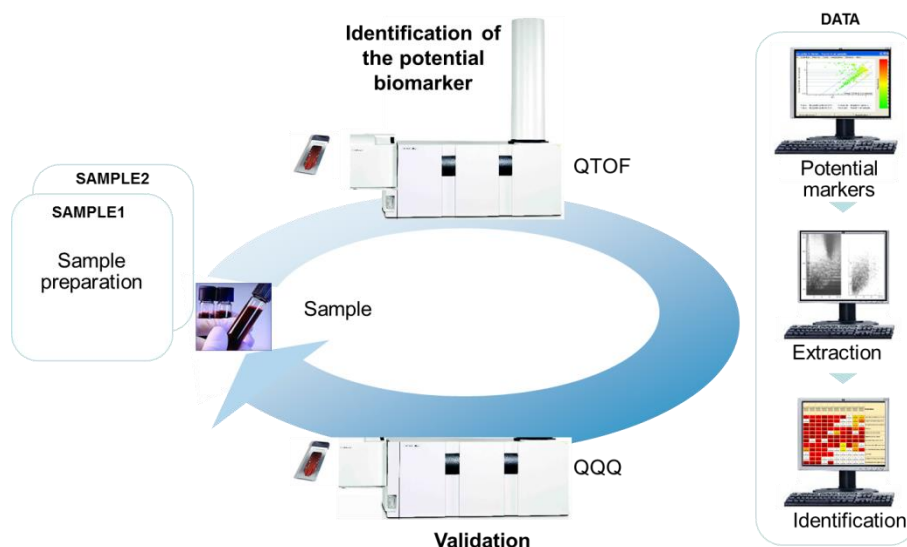 Identification of
the potential
biomarker
QTOF
SAMPLE2
SAMPLE1
Sample
preparation
Sample
QQQ
Validation
DATA
Potential
markers
Extraction
Identification